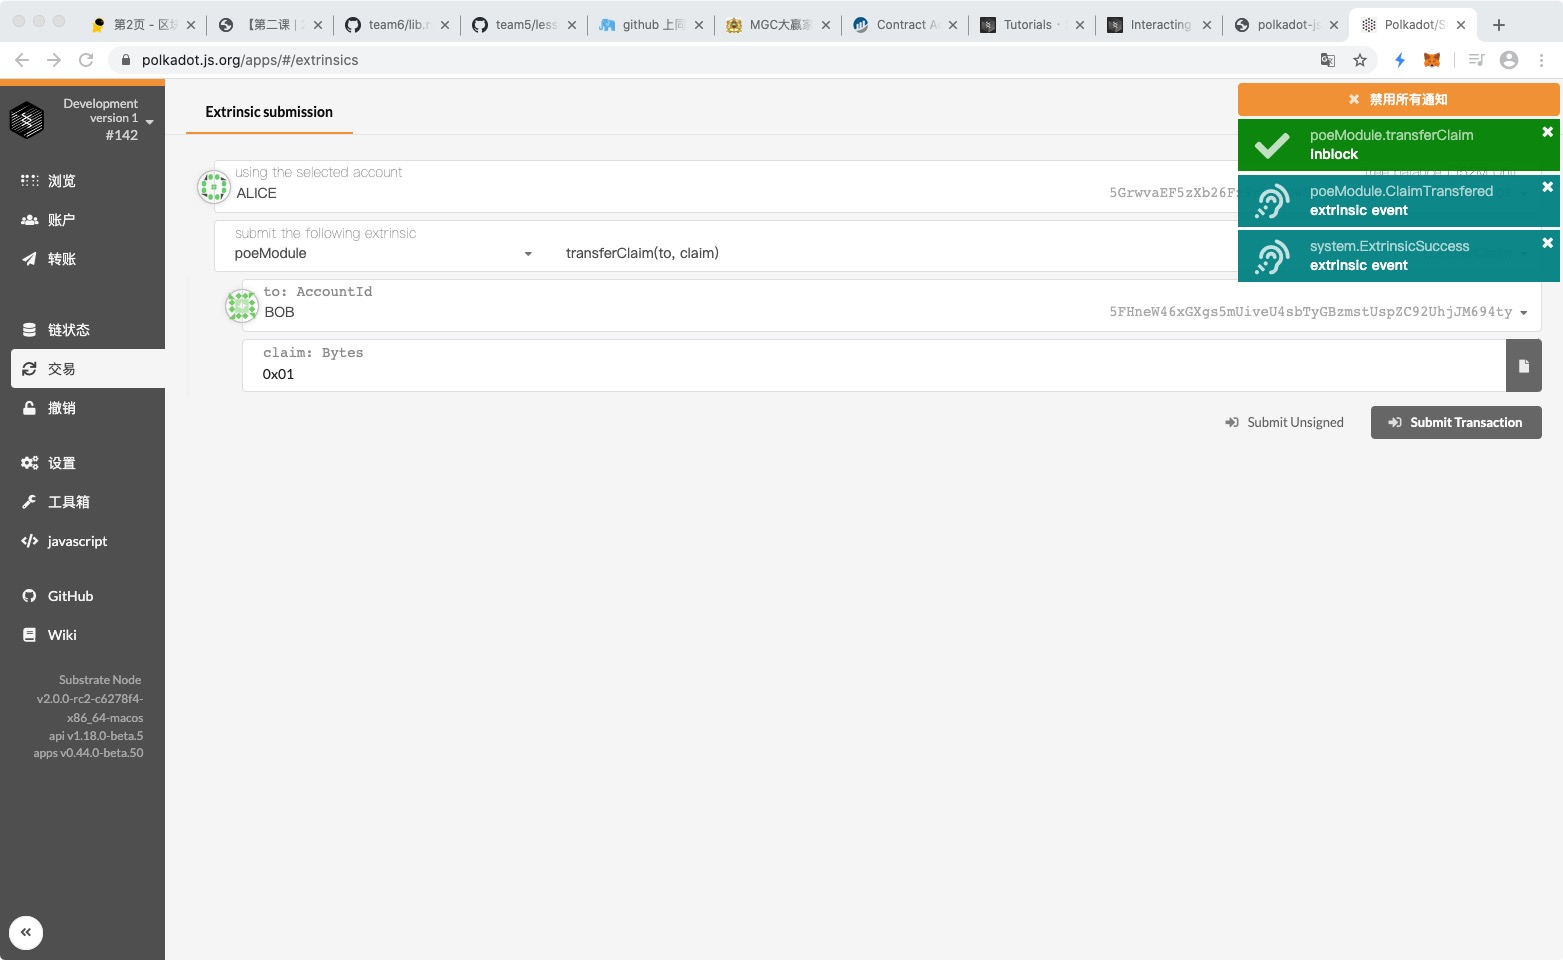 第2页 - 区块
【第二课 | 2
team6/lib.r
team5/less
github 上同
MGC大赢家
Contract A
Tutorials ·
Interacting
polkadot-js
Polkadot/S
polkadot.js.org/apps/#/extrinsics
Development
version 1
#142
浏览
账户
转账
链状态
交易
撤销
设置
工具箱
javascript
GitHub
Wiki
Substrate Node
v2.0.0-rc2-c6278f4-
x86_64-macos
api v1.18.0-beta.5
apps v0.44.0-beta.50
Extrinsic submission
using the selected account
ALICE
5GrwvaEF5zXb26F
submit the following extrinsic
poeModule
transferClaim(to, claim)
to: AccountId
BOB
5FHneW46xGXgs5mUiveU4sbTyGBzmstUspZC92UhjJM694ty
claim: Bytes
0x01
Submit Unsigned
Submit Transaction
禁用所有通知
poeModule.transferClaim
inblock
poeModule.ClaimTransfered
extrinsic event
system.ExtrinsicSuccess
extrinsic event